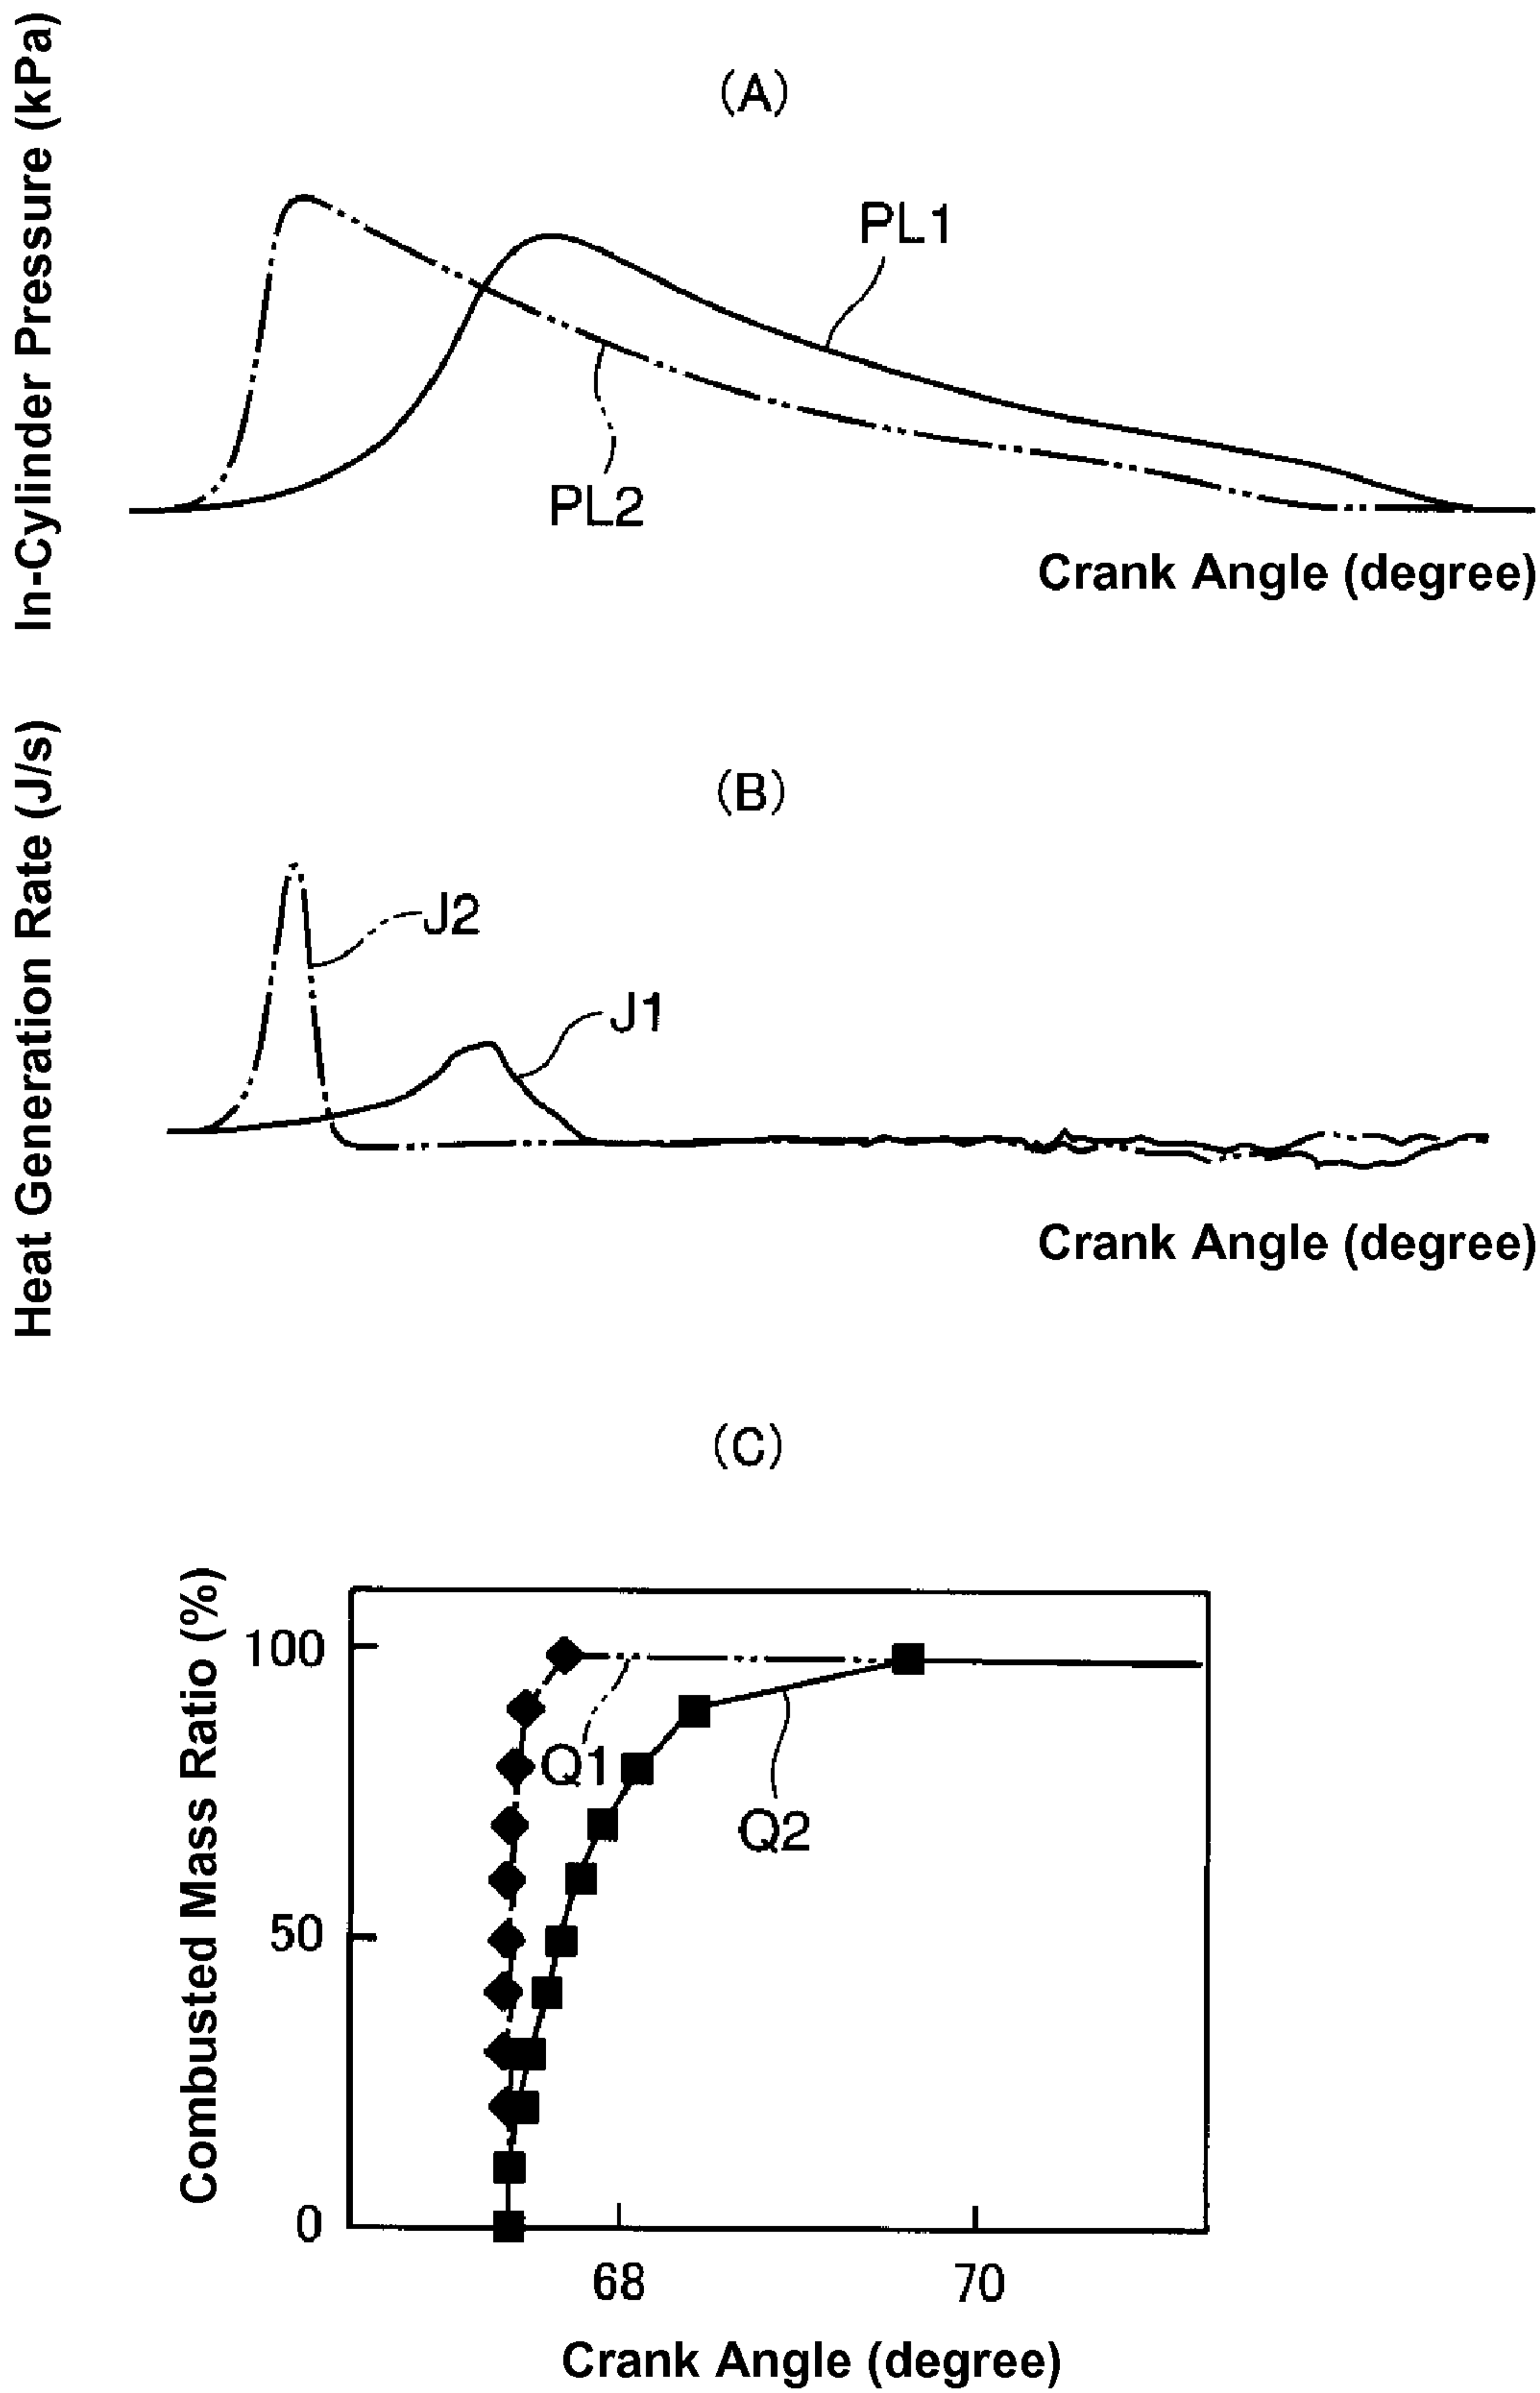 (A)
In-Cylinder Pressure (kPa)
PL1
PL2
Crank Angle (degree)
(B)
Heat Generation Rate (J/s)
J2
J1
Crank Angle (degree)
(C)
Combusted Mass Ratio (%)
100
50
0
Q1
Q2
68
70
Crank Angle (degree)